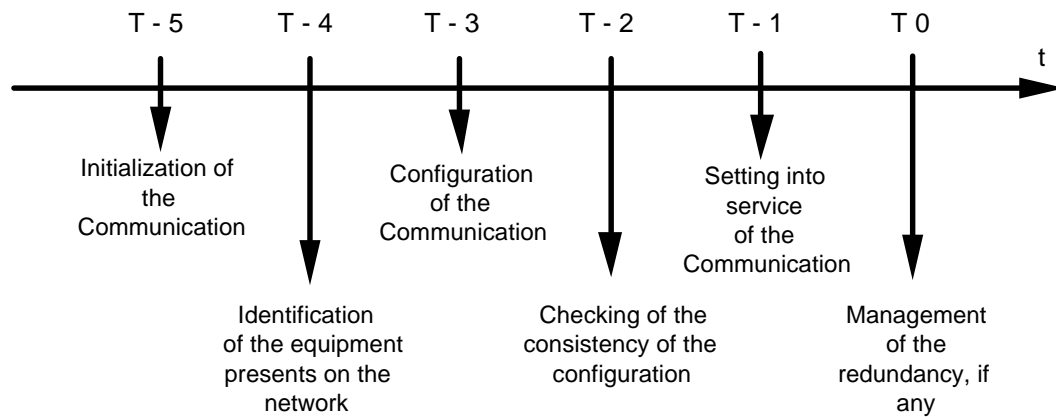 T - 5 T - 4 T - 3 T - 2 T - 1 T 0
t
Initialization of
the
Communication
Identification
of the equipment
presents on the
network
Configuration
of the
Communication
Checking of the
consistency of the
configuration
Setting into
service
of the
Communication
Management
of the
redundancy, if
any